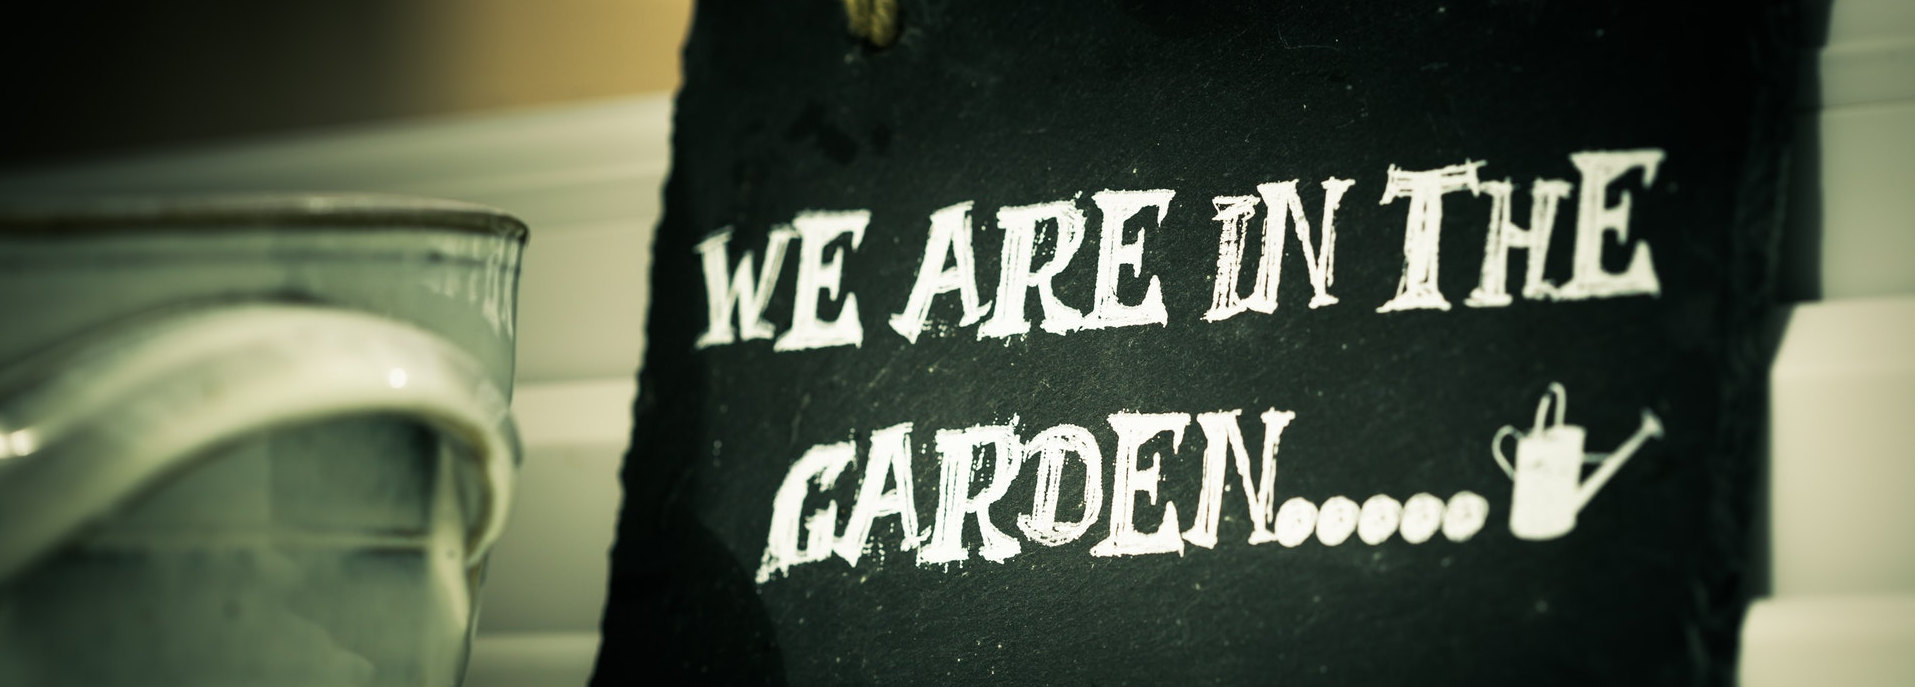 WE ARE IN THE
GARDEN.....